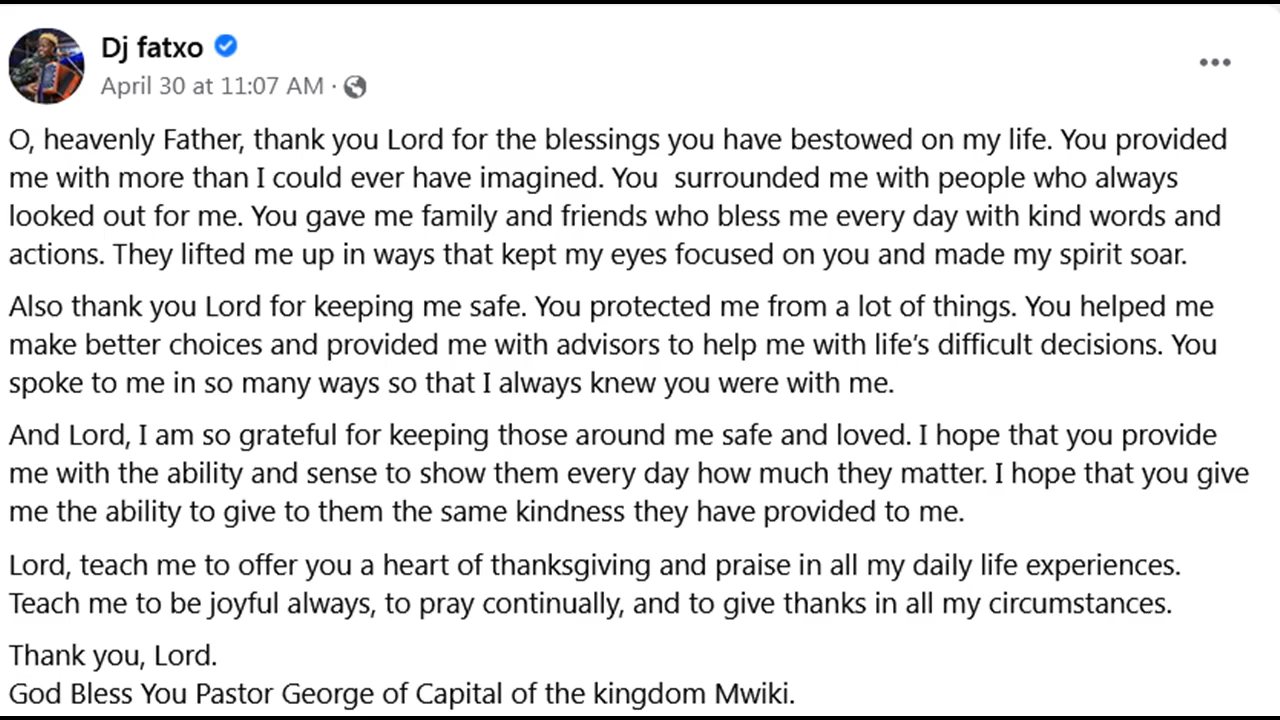 Dj fatxo
April 30 at 11:07 AM ·
O, heavenly Father, thank you Lord for the blessings you have bestowed on my life. You provided
me with more than I could ever have imagined. You  surrounded me with people who always
looked out for me. You gave me family and friends who bless me every day with kind words and
actions. They lifted me up in ways that kept my eyes focused on you and made my spirit soar.
Also thank you Lord for keeping me safe. You protected me from a lot of things. You helped me
make better choices and provided me with advisors to help me with life’s difficult decisions. You
spoke to me in so many ways so that I always knew you were with me.
And Lord, I am so grateful for keeping those around me safe and loved. I hope that you provide
me with the ability and sense to show them every day how much they matter. I hope that you give
me the ability to give to them the same kindness they have provided to me.
Lord, teach me to offer you a heart of thanksgiving and praise in all my daily life experiences.
Teach me to be joyful always, to pray continually, and to give thanks in all my circumstances.
Thank you, Lord.
God Bless You Pastor George of Capital of the kingdom Mwiki.